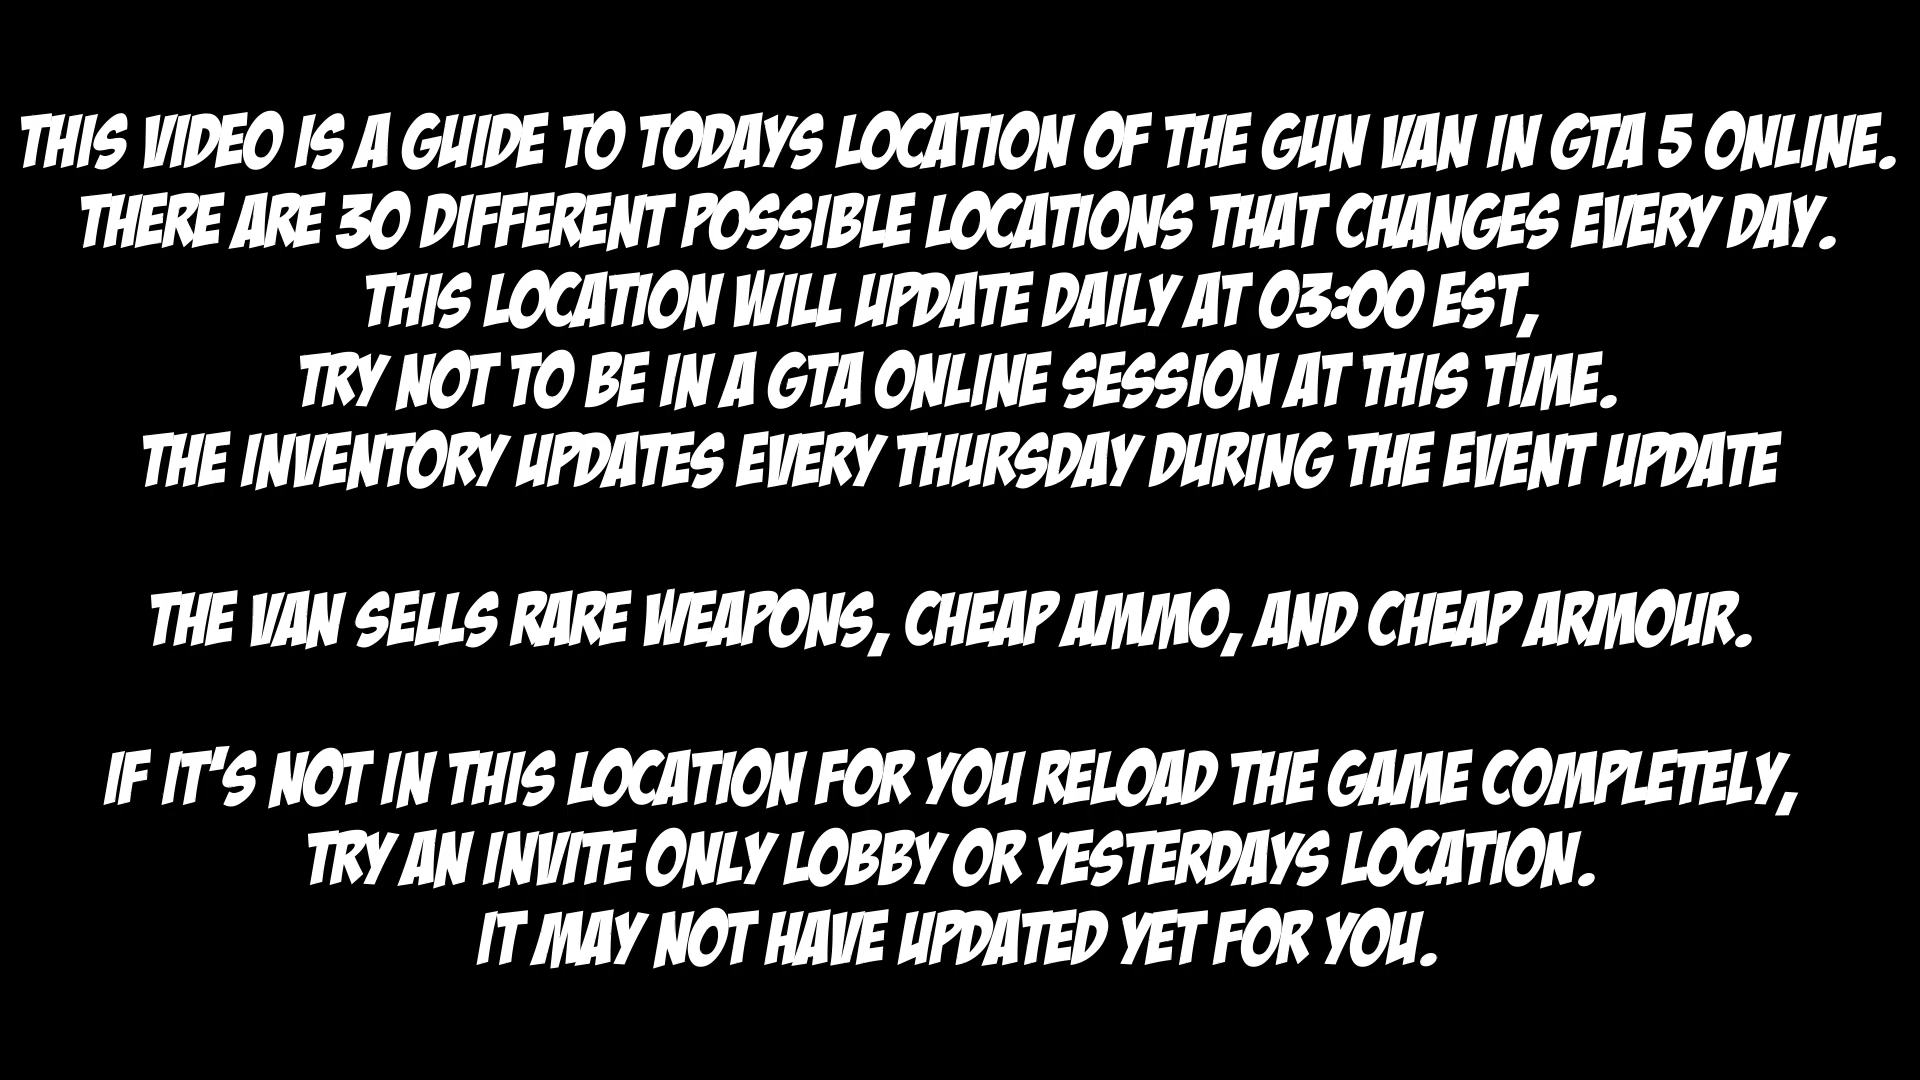 THIS VIDEO IS A GUIDE TO TODAYS LOCATION OF THE GUN VAN IN GTA 5 ONLINE.
THERE ARE 30 DIFFERENT POSSIBLE LOCATIONS THAT CHANGES EVERY DAY.
THIS LOCATION WILL UPDATE DAILY AT 03:00 EST,
TRY NOT TO BE IN A GTA ONLINE SESSION AT THIS TIME.
THE INVENTORY UPDATES EVERY THURSDAY DURING THE EVENT UPDATE
THE VAN SELLS RARE WEAPONS, CHEAP AMMO, AND CHEAP ARMOUR.
IF IT'S NOT IN THIS LOCATION FOR YOU RELOAD THE GAME COMPLETELY,
TRY AN INVITE ONLY LOBBY OR YESTERDAYS LOCATION.
IT MAY NOT HAVE UPDATED YET FOR YOU.